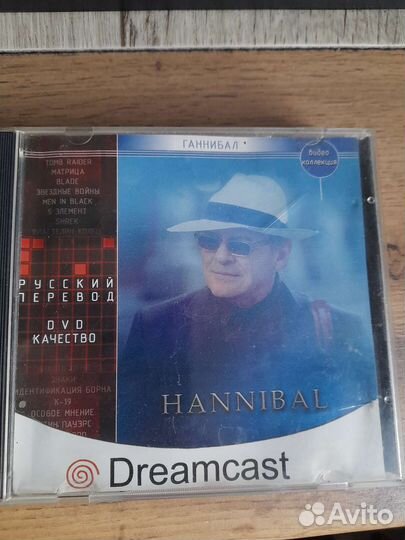 ГАННИБАЛ
Видео
коллекция
TOMB RAIDER
МАТРИЦА
BLADE
ЗВЕЗДНЫЕ ВОЙНЫ
MEN IN BLACK
5 ЭЛЕМЕНТ
SHREK
РУССКИЙ
ПЕРЕВОД
DVD
КАЧЕСТВО
ЗНАКИ
ИДЕНТИФИКАЦИЯ БОРНА
К-19
ОСОБОЕ МНЕНИЕ
HANNIBAL
Dreamcast
Avito